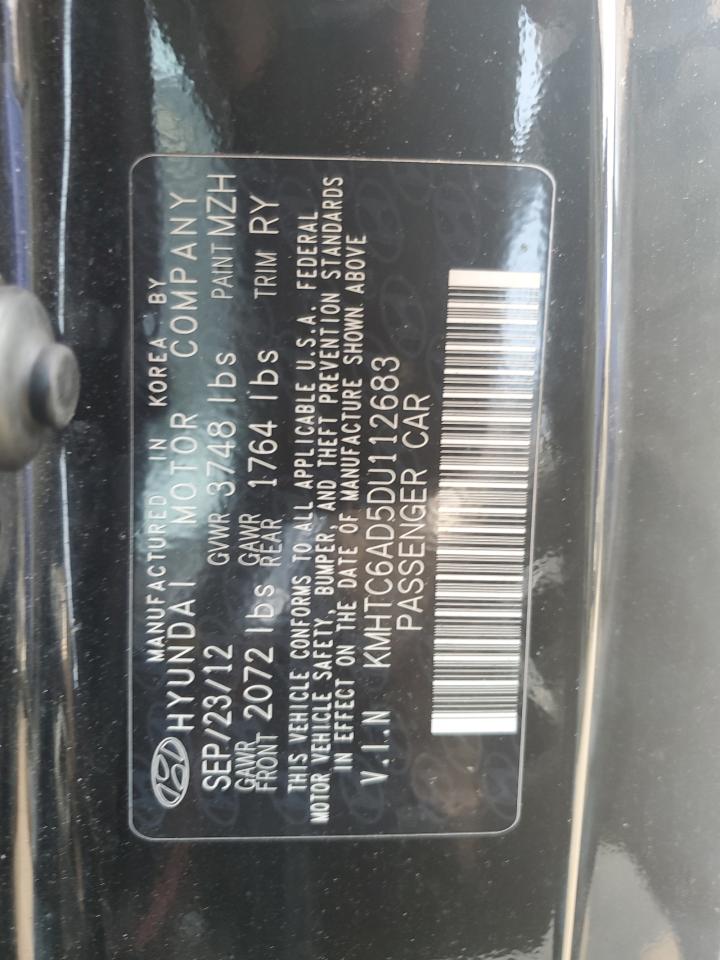 MANUFACTURED IN KOREA BY
HYUNDAI MOTOR COMPANY
SEP/23/12 GVWR 3748 lbs PAINT MZH
GAWR FRONT 2072 lbs GAWR REAR 1764 lbs TRIM RY
THIS VEHICLE CONFORMS TO ALL APPLICABLE U.S.A. FEDERAL
MOTOR VEHICLE SAFETY, BUMPER, AND THEFT PREVENTION STANDARDS
IN EFFECT ON THE DATE OF MANUFACTURE SHOWN ABOVE
V.I.N KMHTC6AD5DU112683
PASSENGER CAR